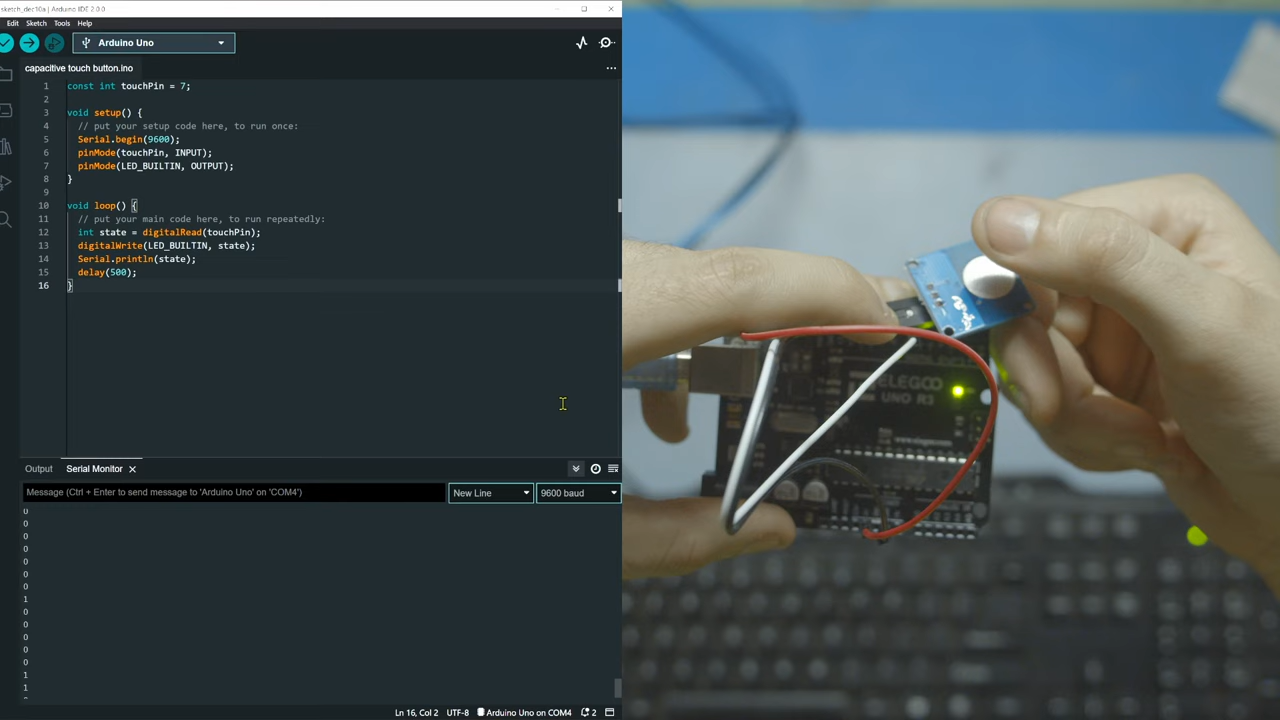 sketch_dec10a | Arduino IDE 2.0.0
Edit Sketch Tools Help
Arduino Uno
capacitive touch button.ino
1 const int touchPin = 7;
2
3 void setup() {
4 // put your setup code here, to run once:
5 Serial.begin(9600);
6 pinMode(touchPin, INPUT);
7 pinMode(LED_BUILTIN, OUTPUT);
8 }
9
10 void loop() {
11 // put your main code here, to run repeatedly:
12 int state = digitalRead(touchPin);
13 digitalWrite(LED_BUILTIN, state);
14 Serial.println(state);
15 delay(500);
16 }
Output Serial Monitor
Message (Ctrl + Enter to send message to 'Arduino Uno' on 'COM4')
New Line
9600 baud
0
0
0
0
0
0
0
1
0
0
0
0
0
1
1
Ln 16, Col 2 UTF-8 Arduino Uno on COM4 2
ELEGOO
UNO R3